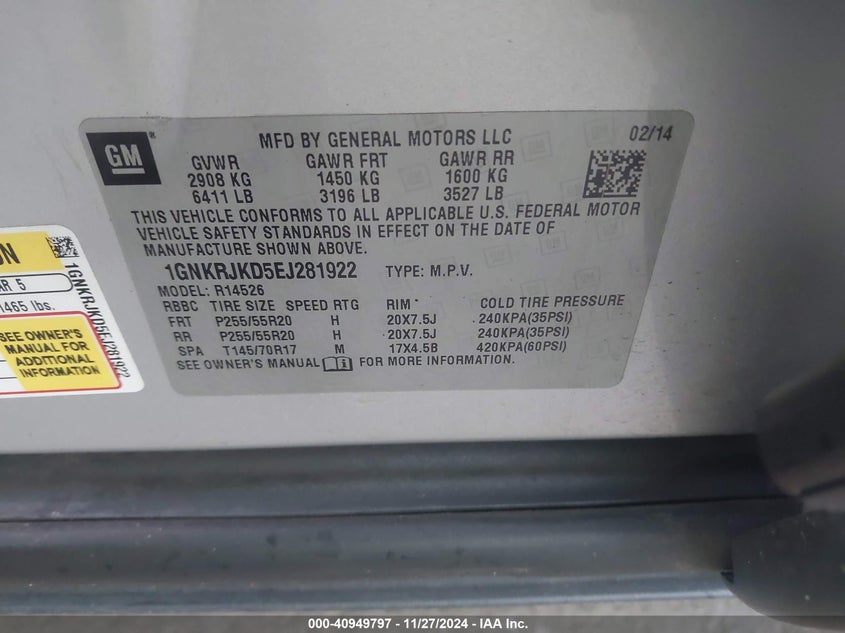 GM
MFD BY GENERAL MOTORS LLC 02/14
GVWR GAWR FRT GAWR RR
2908 KG 1450 KG 1600 KG
6411 LB 3196 LB 3527 LB
THIS VEHICLE CONFORMS TO ALL APPLICABLE U.S. FEDERAL MOTOR
VEHICLE SAFETY STANDARDS IN EFFECT ON THE DATE OF
MANUFACTURE SHOWN ABOVE.
1GNKRJKD5EJ281922 TYPE: M.P.V.
MODEL: R14526
RBBC TIRE SIZE SPEED RTG RIM COLD TIRE PRESSURE
FRT P255/55R20 H 20X7.5J 240KPA(35PSI)
RR P255/55R20 H 20X7.5J 240KPA(35PSI)
SPA T145/70R17 M 17X4.5B 420KPA(60PSI)
SEE OWNER'S MANUAL FOR MORE INFORMATION.
5
1465 lbs.
SEE OWNER'S
MANUAL FOR
ADDITIONAL
INFORMATION
1GNKRJKD5EJ281922
000-40949797 - 11/27/2024 - IAA Inc.